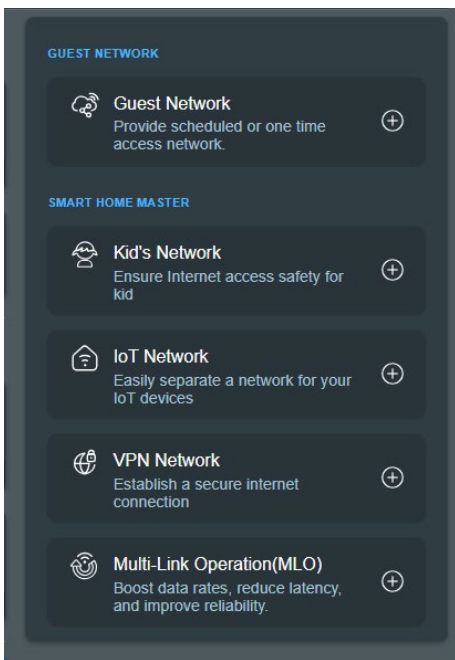 GUEST NETWORK
Guest Network
Provide scheduled or one time
access network.
SMART HOME MASTER
Kid's Network
Ensure Internet access safety for
kid
IoT Network
Easily separate a network for your
IoT devices
VPN Network
Establish a secure internet
connection
Multi-Link Operation(MLO)
Boost data rates, reduce latency,
and improve reliability.